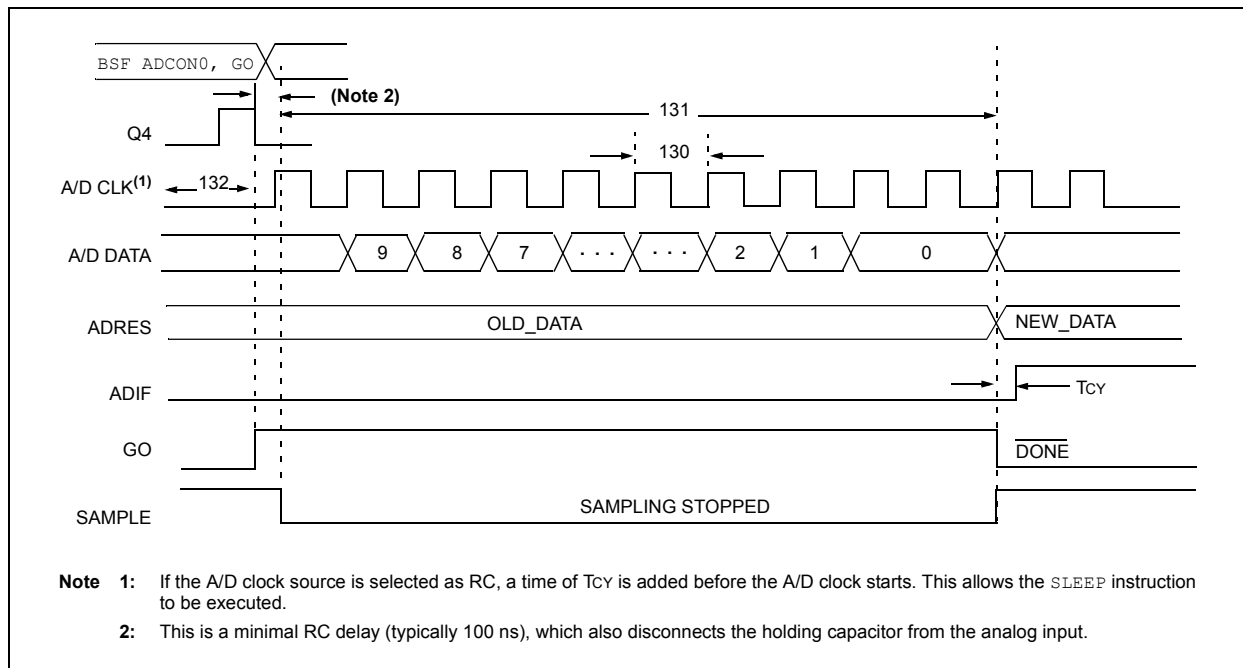 BSF ADCON0, GO
(Note 2)
131
Q4
130
A/D CLK(1)
132
A/D DATA
9 8 7 . . . . . . 2 1 0
ADRES
OLD_DATA
NEW_DATA
ADIF
TCY
GO
DONE
SAMPLE
SAMPLING STOPPED
Note 1: If the A/D clock source is selected as RC, a time of TCY is added before the A/D clock starts. This allows the SLEEP instruction
to be executed.
2: This is a minimal RC delay (typically 100 ns), which also disconnects the holding capacitor from the analog input.